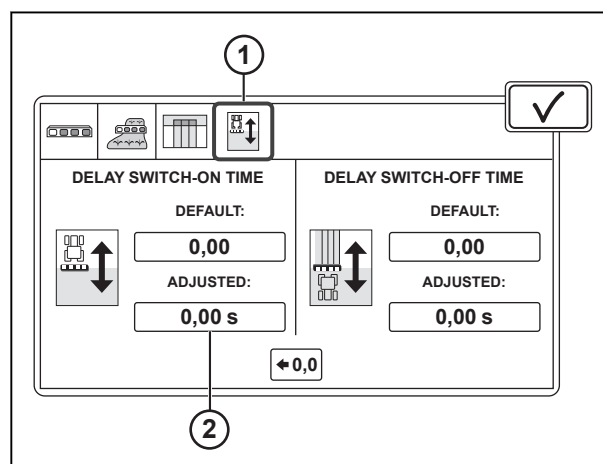 1
DELAY SWITCH-ON TIME
DEFAULT:
0,00
ADJUSTED:
0,00 s
DELAY SWITCH-OFF TIME
DEFAULT:
0,00
ADJUSTED:
0,00 s
0,0
2